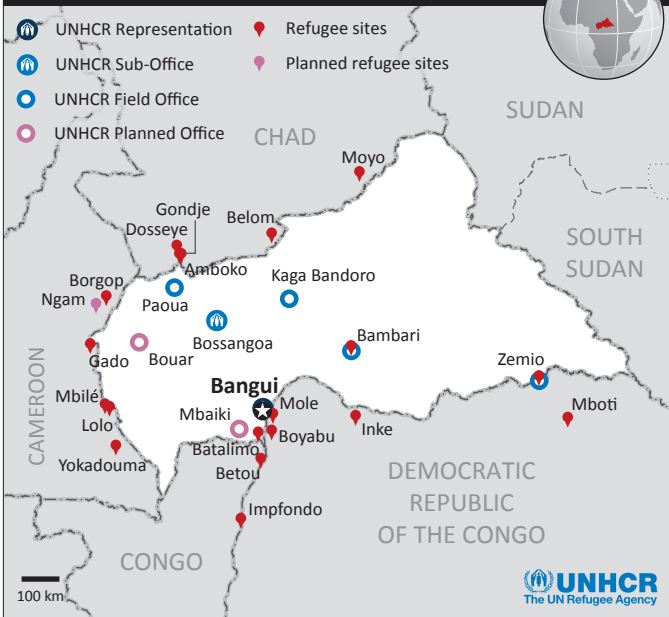 UNHCR Representation
Refugee sites
UNHCR Sub-Office
Planned refugee sites
UNHCR Field Office
UNHCR Planned Office
SUDAN
CHAD
Moyo
Gondje
Dosseye
Belom
SOUTH
SUDAN
Amboko
Kaga Bandoro
Borgop
Ngam
Paoua
Bossangoa
Bambari
Gado
Bouar
Zemio
CAMEROON
Bangui
Mbilé
Mbaiki
Mole
Mboti
Lolo
Inke
Boyabu
Batalimo
Yokadouma
Betou
DEMOCRATIC
REPUBLIC
OF THE CONGO
Impfondo
CONGO
100 km
UNHCR
The UN Refugee Agency